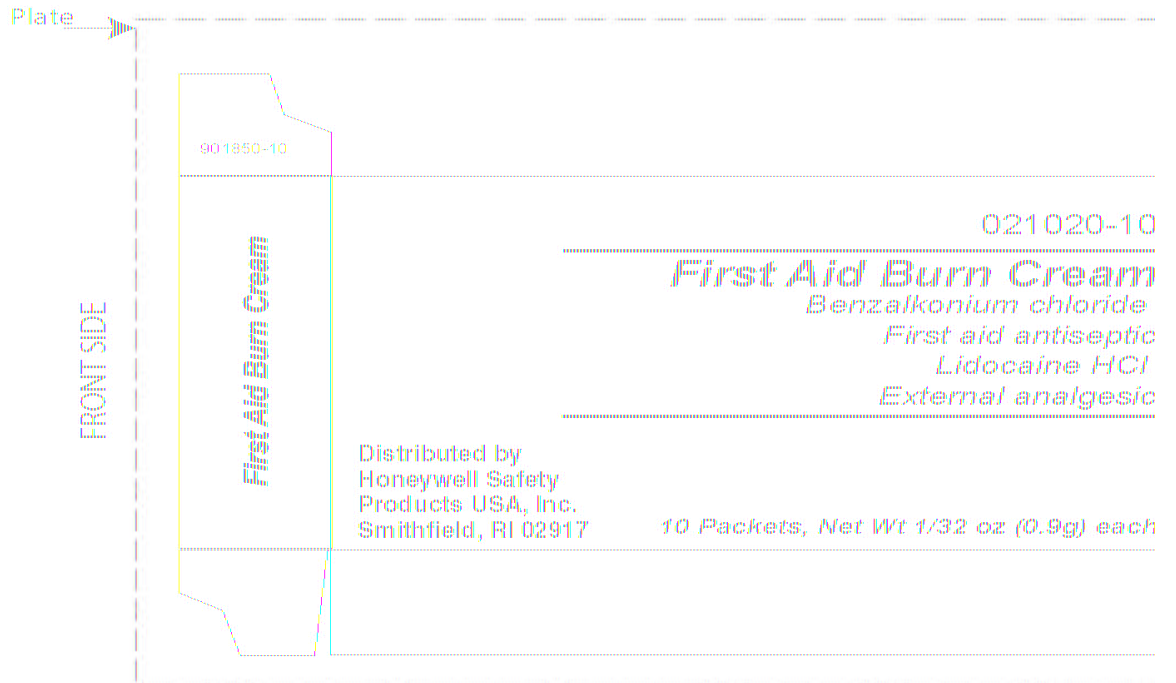 Plate
901850-10
FRONT SIDE
First Aid Burn Cream
021020-10
First Aid Burn Cream
Benzalkonium chloride
First aid antiseptic
Lidocaine HCl
External analgesic
Distributed by
Honeywell Safety
Products USA, Inc.
Smithfield, RI 02917
10 Packets, Net Wt 1/32 oz (0.9g) each